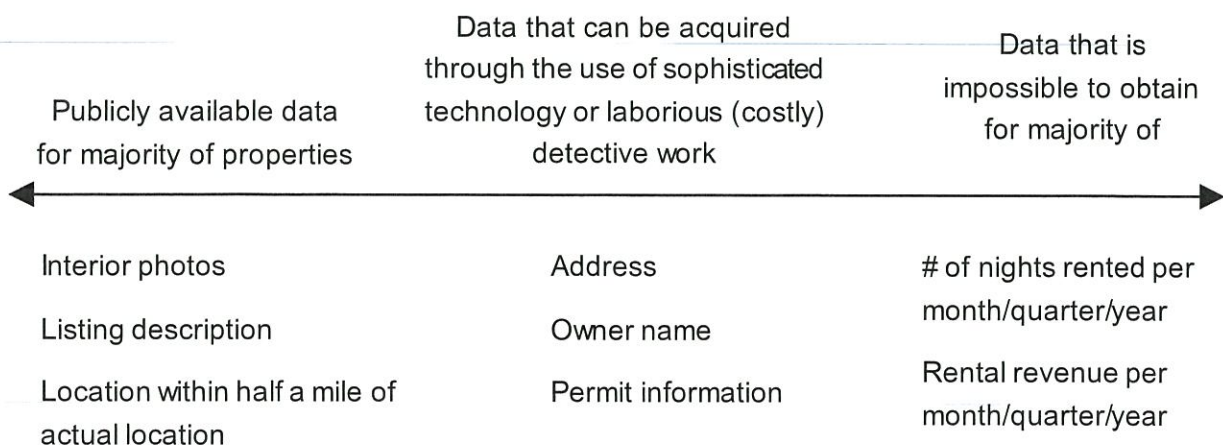 Publicly available data
for majority of properties
Data that can be acquired
through the use of sophisticated
technology or laborious (costly)
detective work
Data that is
impossible to obtain
for majority of
Interior photos
Listing description
Location within half a mile of
actual location
Address
Owner name
Permit information
# of nights rented per
month/quarter/year
Rental revenue per
month/quarter/year